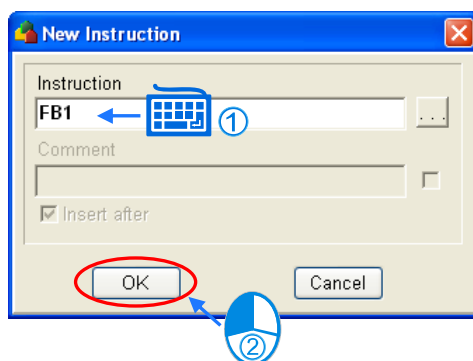 New Instruction
Instruction
FB1
①
...
Comment
Insert after
OK
Cancel
②